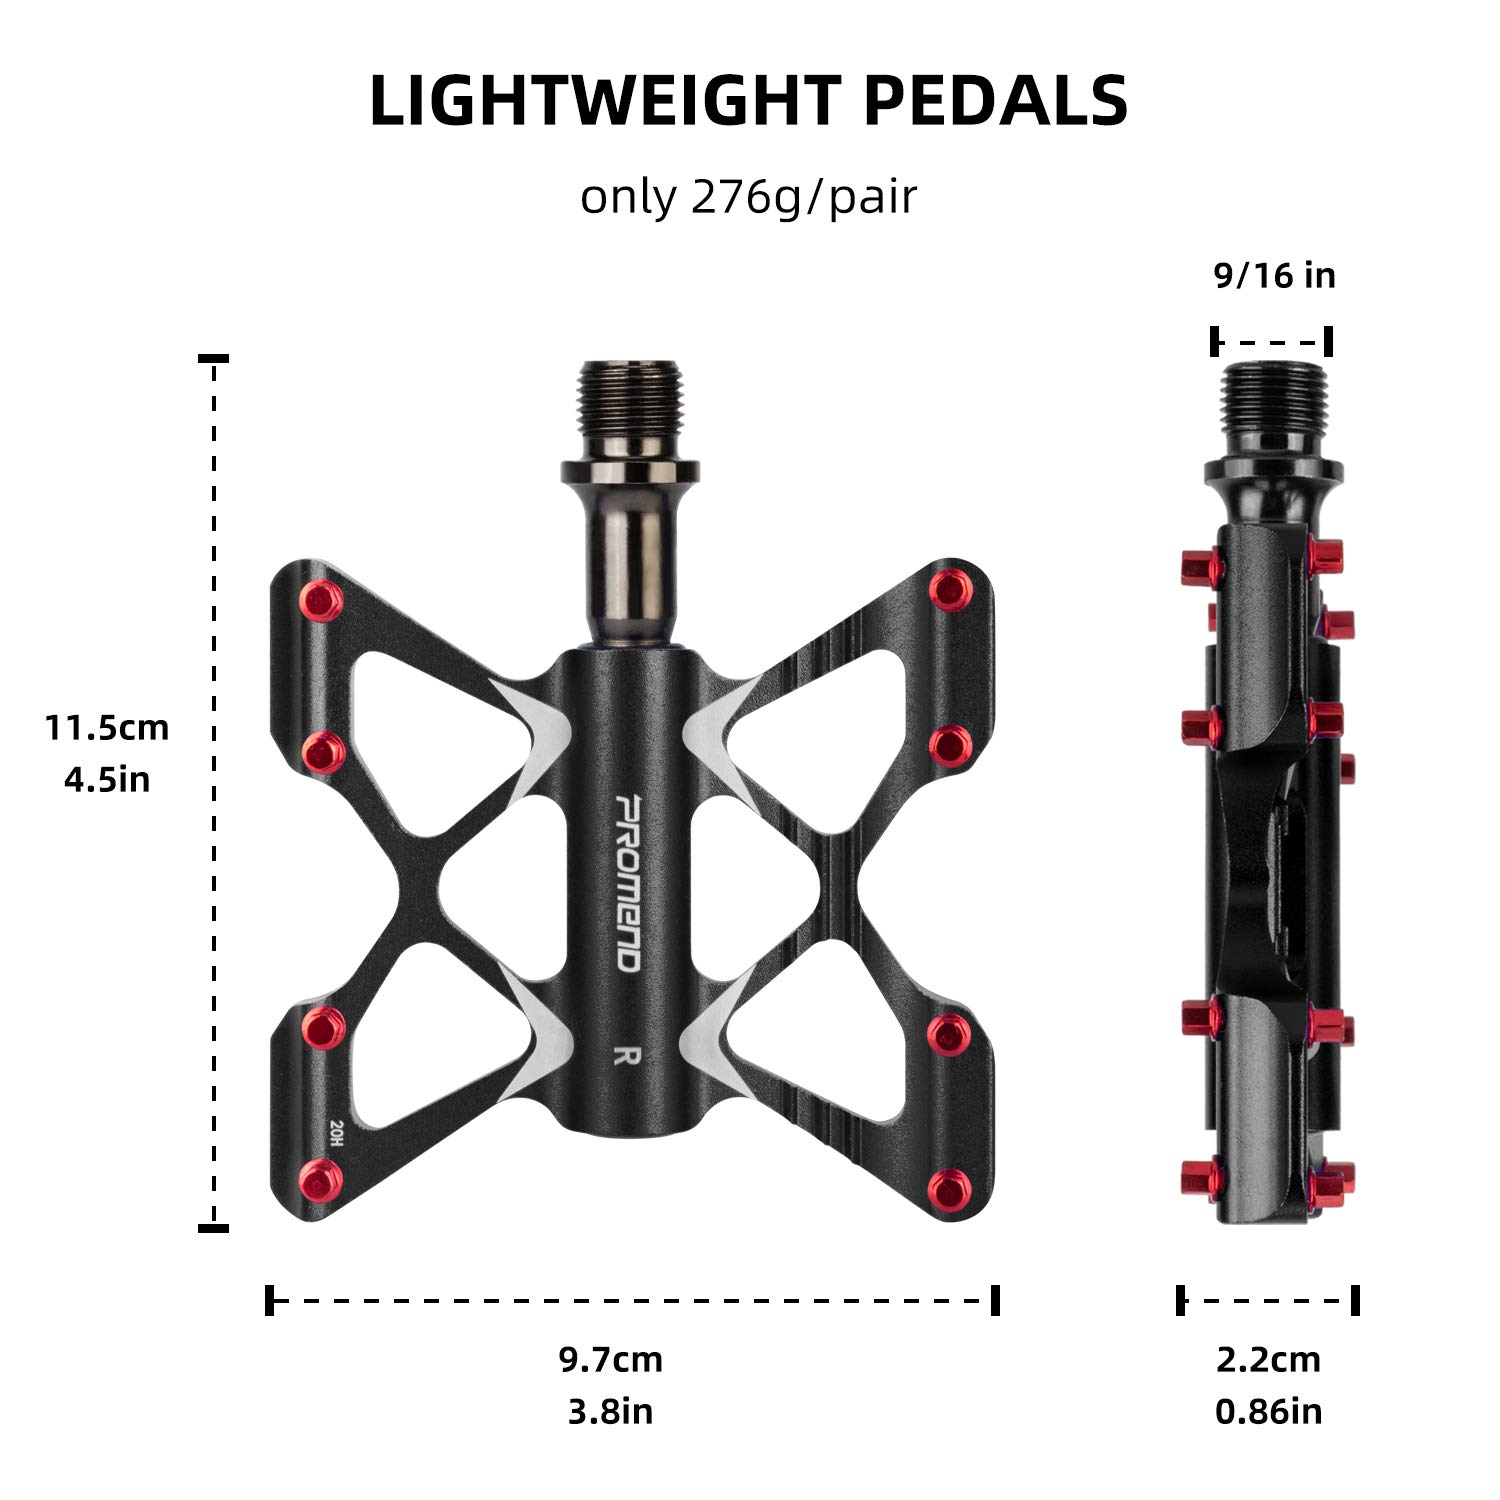 LIGHTWEIGHT PEDALS
only 276g/pair
9/16 in
11.5cm
4.5in
PROMEND
R
20H
9.7cm
3.8in
2.2cm
0.86in